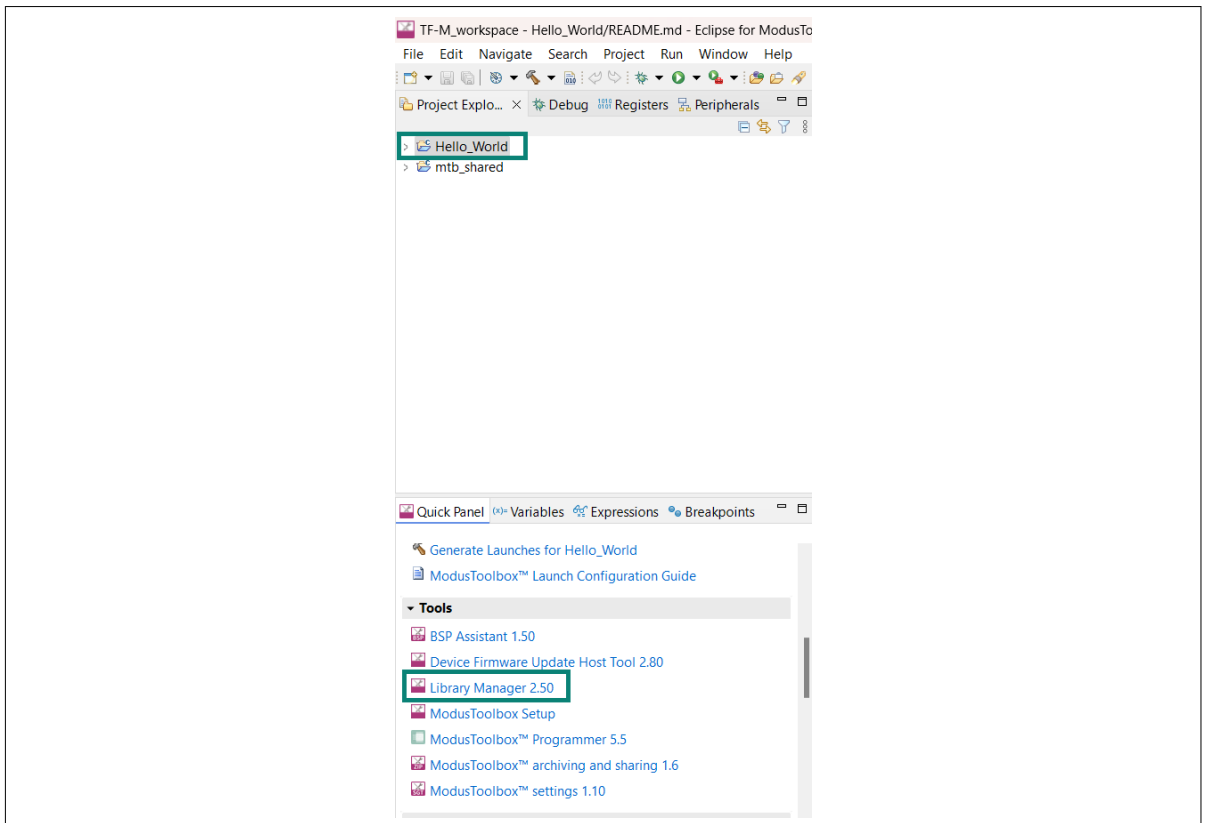 TF-M_workspace - Hello_World/README.md - Eclipse for ModusTo
File Edit Navigate Search Project Run Window Help
Project Explo... Debug Registers Peripherals
Hello_World
mtb_shared
Quick Panel (x)= Variables Expressions Breakpoints
Generate Launches for Hello_World
ModusToolbox™ Launch Configuration Guide
Tools
BSP Assistant 1.50
Device Firmware Update Host Tool 2.80
Library Manager 2.50
ModusToolbox Setup
ModusToolbox™ Programmer 5.5
ModusToolbox™ archiving and sharing 1.6
ModusToolbox™ settings 1.10